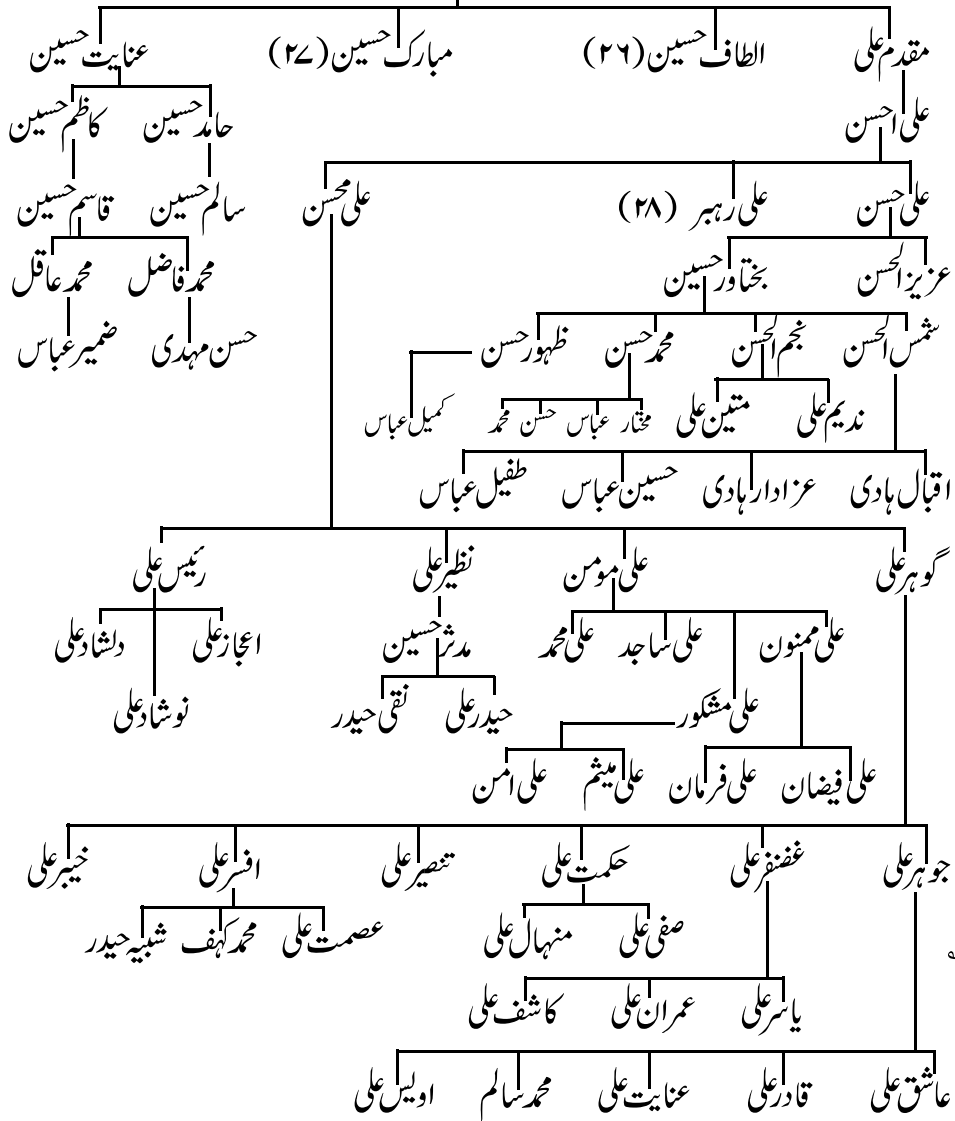 مقدم علی الطاف حسین (۲۶) مبارک حسین (۲۷) عنایت حسین
علی احسن حامد حسین کاظم حسین
علی حسن علی رہبر (۲۸) علی محسن سالم حسین قاسم حسین
عزیز الحسن بختاور حسین محمد فاضل محمد عاقل
شمس الحسن نجم الحسن محمد حسن ظہور حسن حسن مہدی ضمیر عباس
ندیم علی متین علی مختار عباس حسن محمد کمیل عباس
اقبال ہادی عزادار ہادی حسین عباس طفیل عباس
گوہر علی علی مومن نظیر علی رئیس علی
علی ممنون علی ساجد علی محمد مدثر حسین اعجاز علی دلشاد علی
علی مشکور حیدر علی نقی حیدر نوشاد علی
علی فیضان علی فرمان علی میثم علی امن
جوہر علی غضنفر علی حکمت علی تنصیر علی افسر علی خیبر علی
صفی علی منہال علی عصمت علی محمد کہف شبیہ حیدر
یاسر علی عمران علی کاشف علی
عاشق علی قادر علی عنایت علی محمد سالم اویس علی